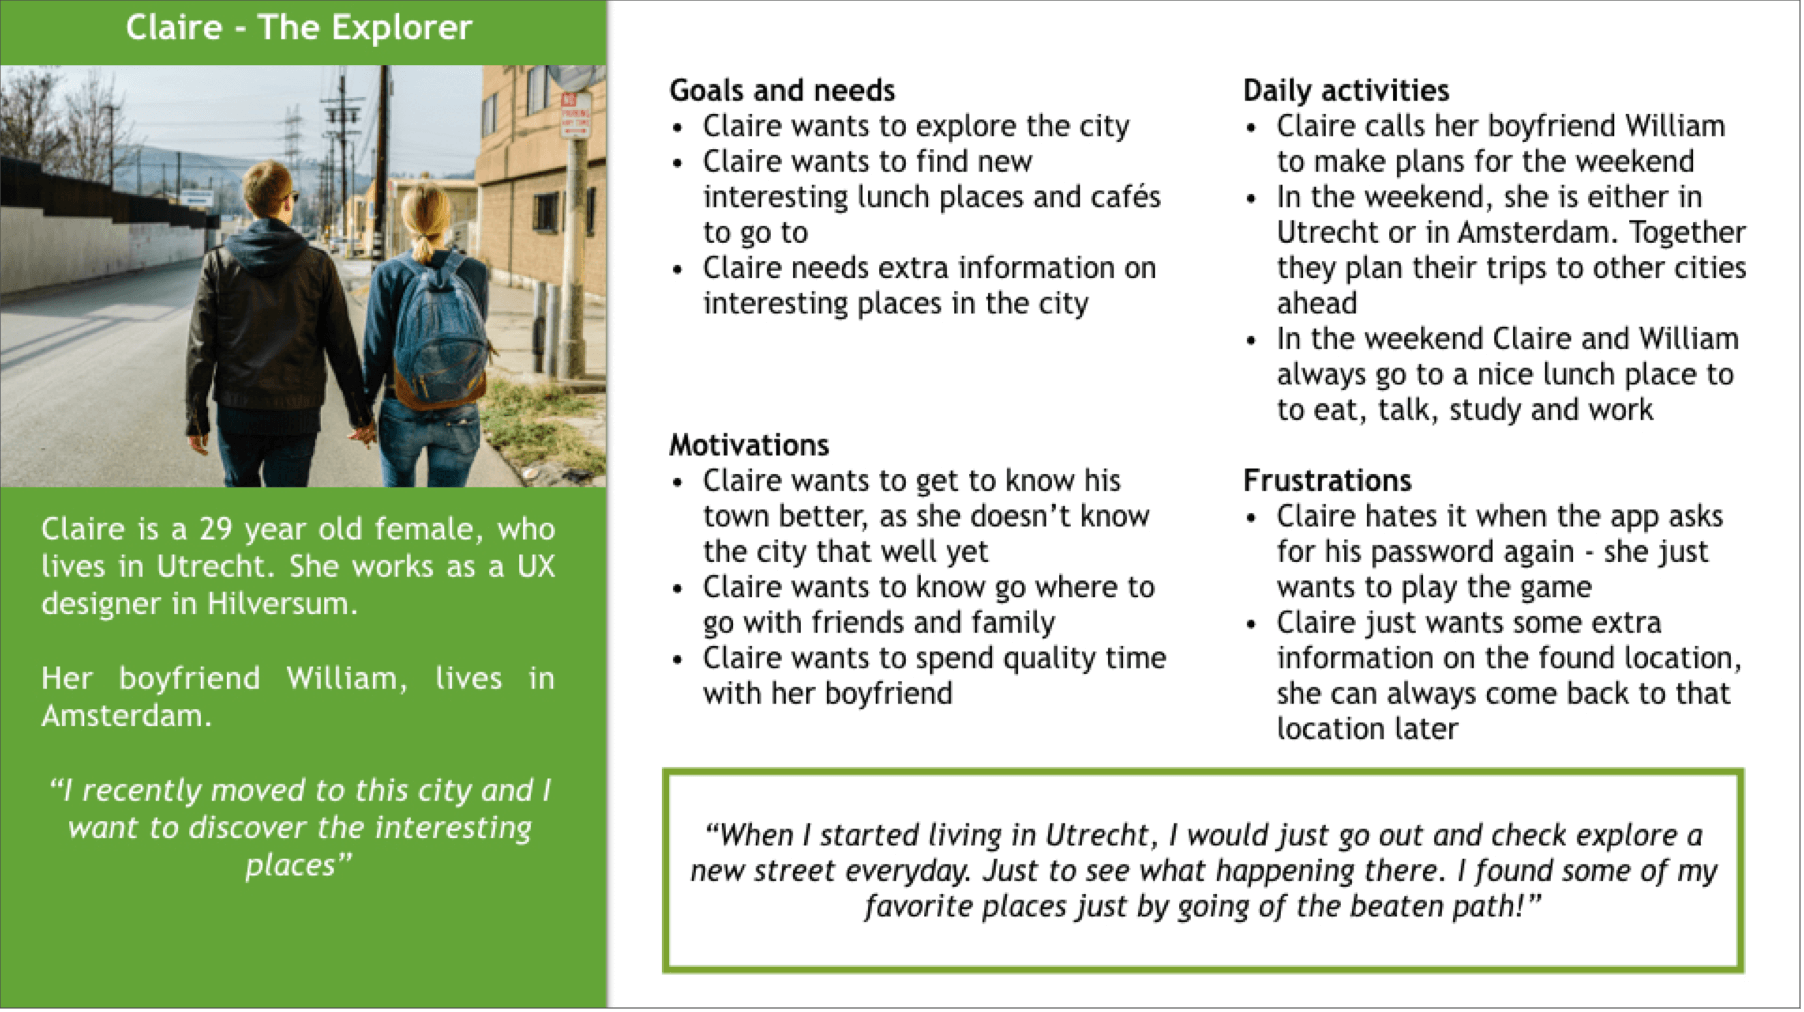 Claire - The Explorer
NO
PARKING
ANY TIME
Claire is a 29 year old female, who
lives in Utrecht. She works as a UX
designer in Hilversum.
Her boyfriend William, lives in
Amsterdam.
“I recently moved to this city and I
want to discover the interesting
places”
Goals and needs
• Claire wants to explore the city
• Claire wants to find new
interesting lunch places and cafés
to go to
• Claire needs extra information on
interesting places in the city
Motivations
• Claire wants to get to know his
town better, as she doesn’t know
the city that well yet
• Claire wants to know go where to
go with friends and family
• Claire wants to spend quality time
with her boyfriend
Daily activities
• Claire calls her boyfriend William
to make plans for the weekend
• In the weekend, she is either in
Utrecht or in Amsterdam. Together
they plan their trips to other cities
ahead
• In the weekend Claire and William
always go to a nice lunch place to
to eat, talk, study and work
Frustrations
• Claire hates it when the app asks
for his password again - she just
wants to play the game
• Claire just wants some extra
information on the found location,
she can always come back to that
location later
“When I started living in Utrecht, I would just go out and check explore a
new street everyday. Just to see what happening there. I found some of my
favorite places just by going of the beaten path!”